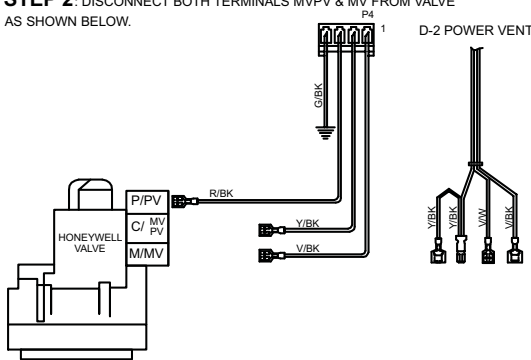 STEP 2: DISCONNECT BOTH TERMINALS MVPV & MV FROM VALVE
AS SHOWN BELOW.
P4
1
D-2 POWER VENT
G/BK
R/BK
Y/BK
V/BK
P/PV
C/ MV PV
M/MV
HONEYWELL
VALVE
Y/BK
Y/BK
V/W
V/BK